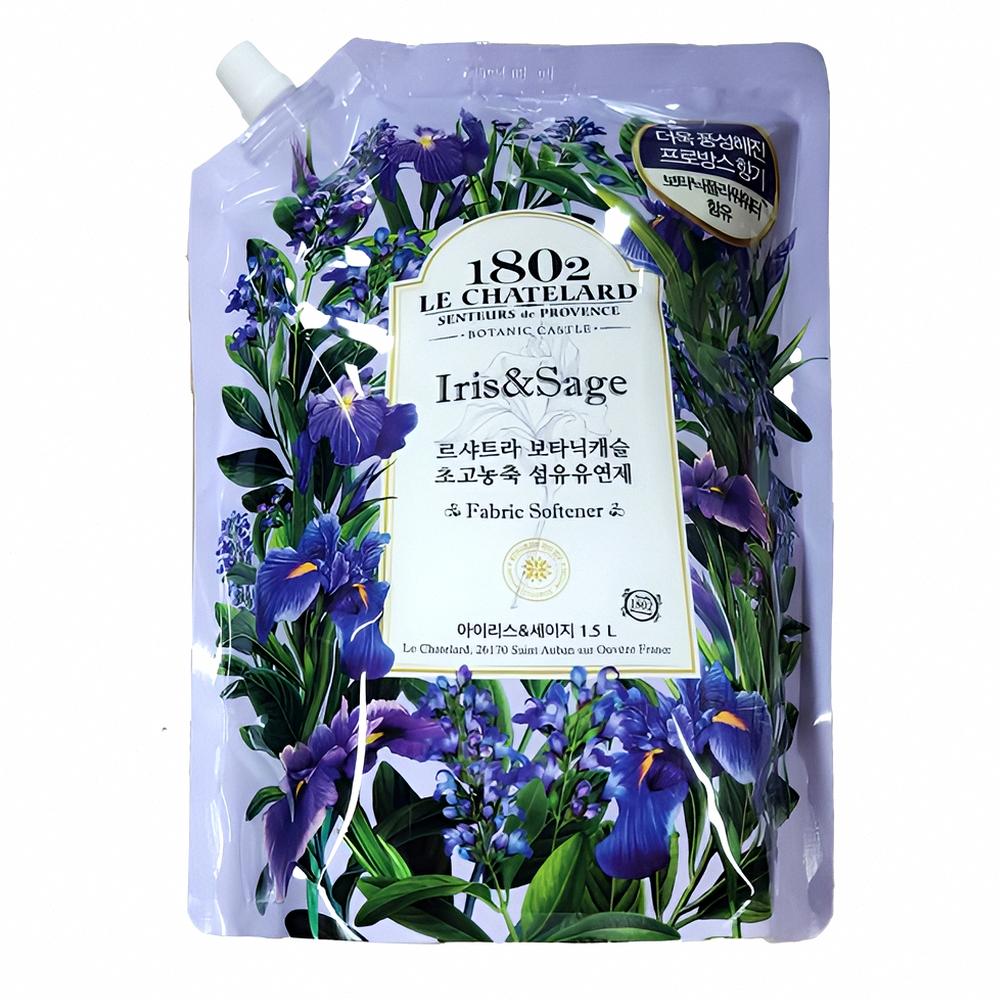 더욱 풍성해진
프로방스 향기
함유
1802
LE CHATELARD
SENTEURS de PROVENCE
BOTANIC CASTLE
Iris&Sage
르샤트라 보타닉캐슬
초고농축 섬유유연제
Fabric Softener
1802
아이리스&세이지 1.5 L
Le Chatelard, 26170 Saint Auban sur Ouvèze France